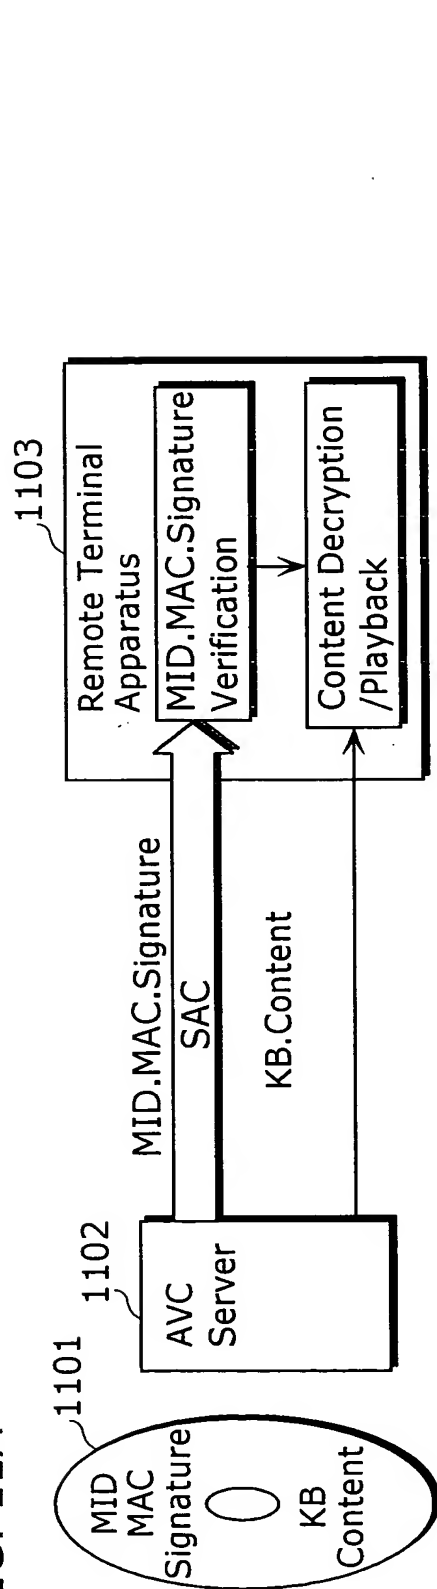 1101
MID
MAC
Signature
KB
Content
1102
AVC
Server
MID.MAC.Signature
SAC
KB.Content
1103
Remote Terminal
Apparatus
MID.MAC.Signature
Verification
Content Decryption
/Playback